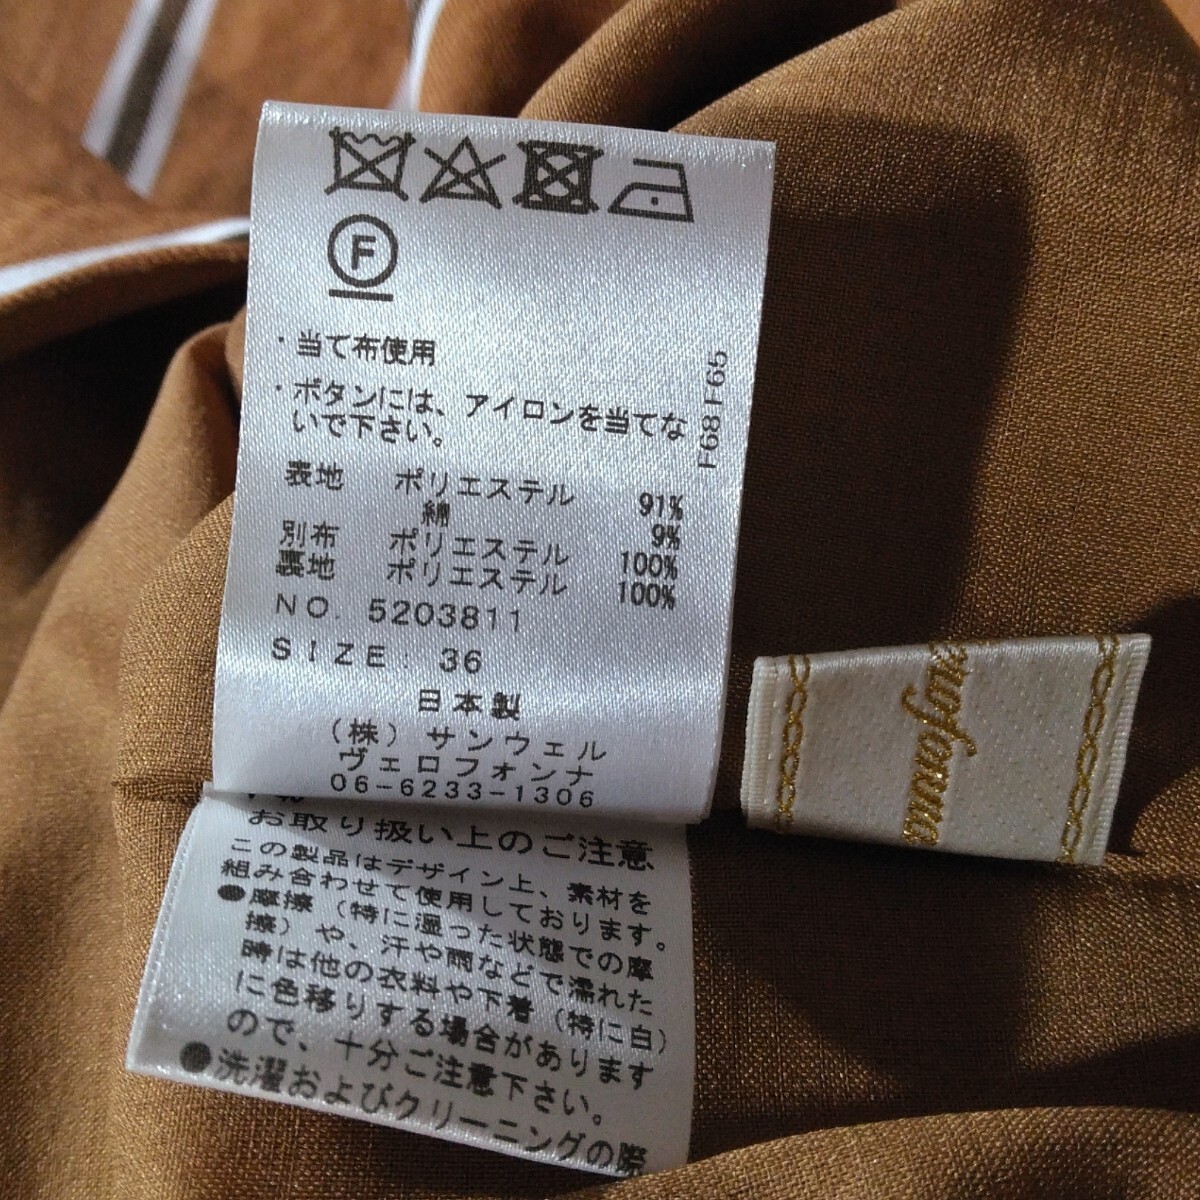 F
・当て布使用
・ボタンには、アイロンを当てな
いで下さい。
F68F65
表地 ポリエステル 91%
綿 9%
別布 ポリエステル 100%
裏地 ポリエステル 100%
NO. 5203811
SIZE: 36
日本製
(株)サンウェル
ヴェロフォンナ
06-6233-1306
お取り扱い上のご注意
この製品はデザイン上、素材を
組み合わせて使用しております。
●摩擦(特に湿った状態での摩
擦)や、汗や雨などで濡れた
時は他の衣料や下着(特に白)
に色移りする場合があります
ので、十分ご注意下さい。
●洗濯およびクリーニングの際